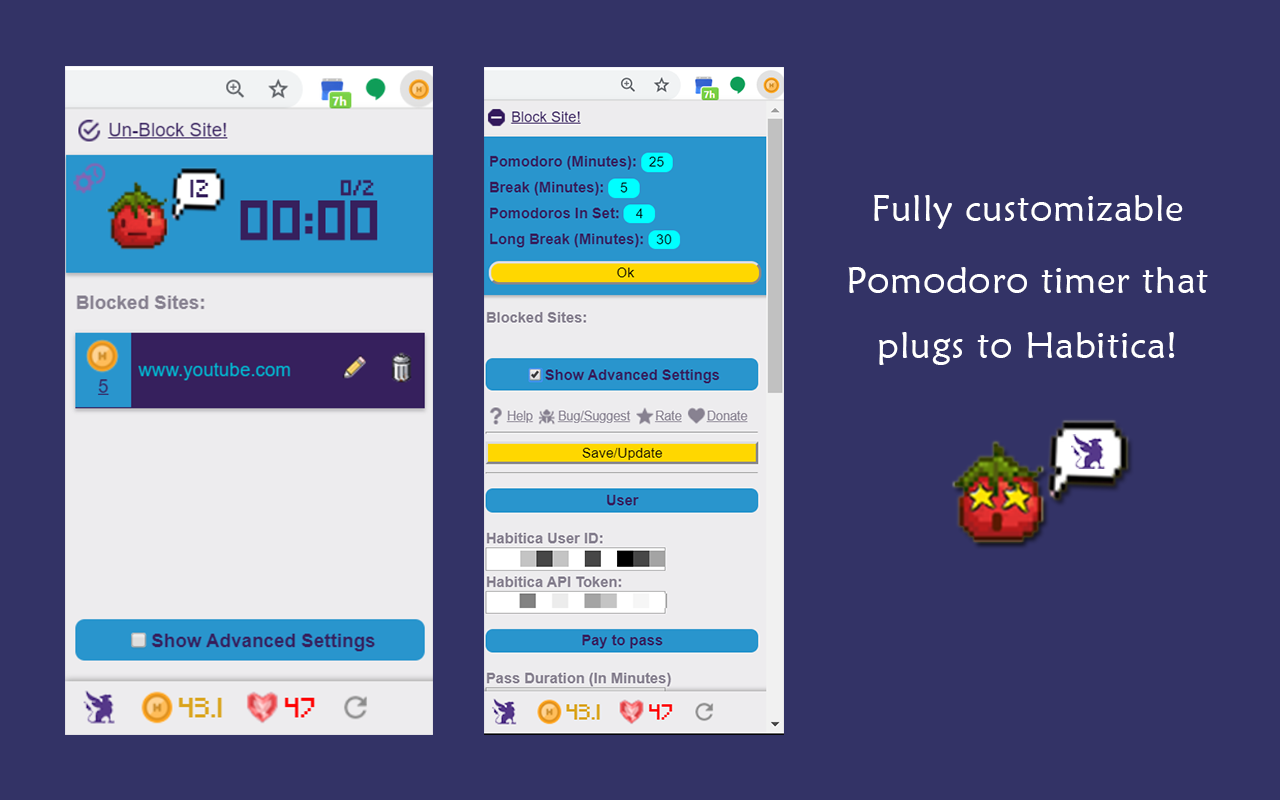 7h
Un-Block Site!
12
0/2
00:00
Blocked Sites:
5
www.youtube.com
Show Advanced Settings
43.1
47
7h
Block Site!
Pomodoro (Minutes): 25
Break (Minutes): 5
Pomodoros In Set: 4
Long Break (Minutes): 30
Ok
Blocked Sites:
Show Advanced Settings
Help Bug/Suggest Rate Donate
Save/Update
User
Habitica User ID:
Habitica API Token:
Pay to pass
Pass Duration (In Minutes)
43.1
47
Fully customizable
Pomodoro timer that
plugs to Habitica!